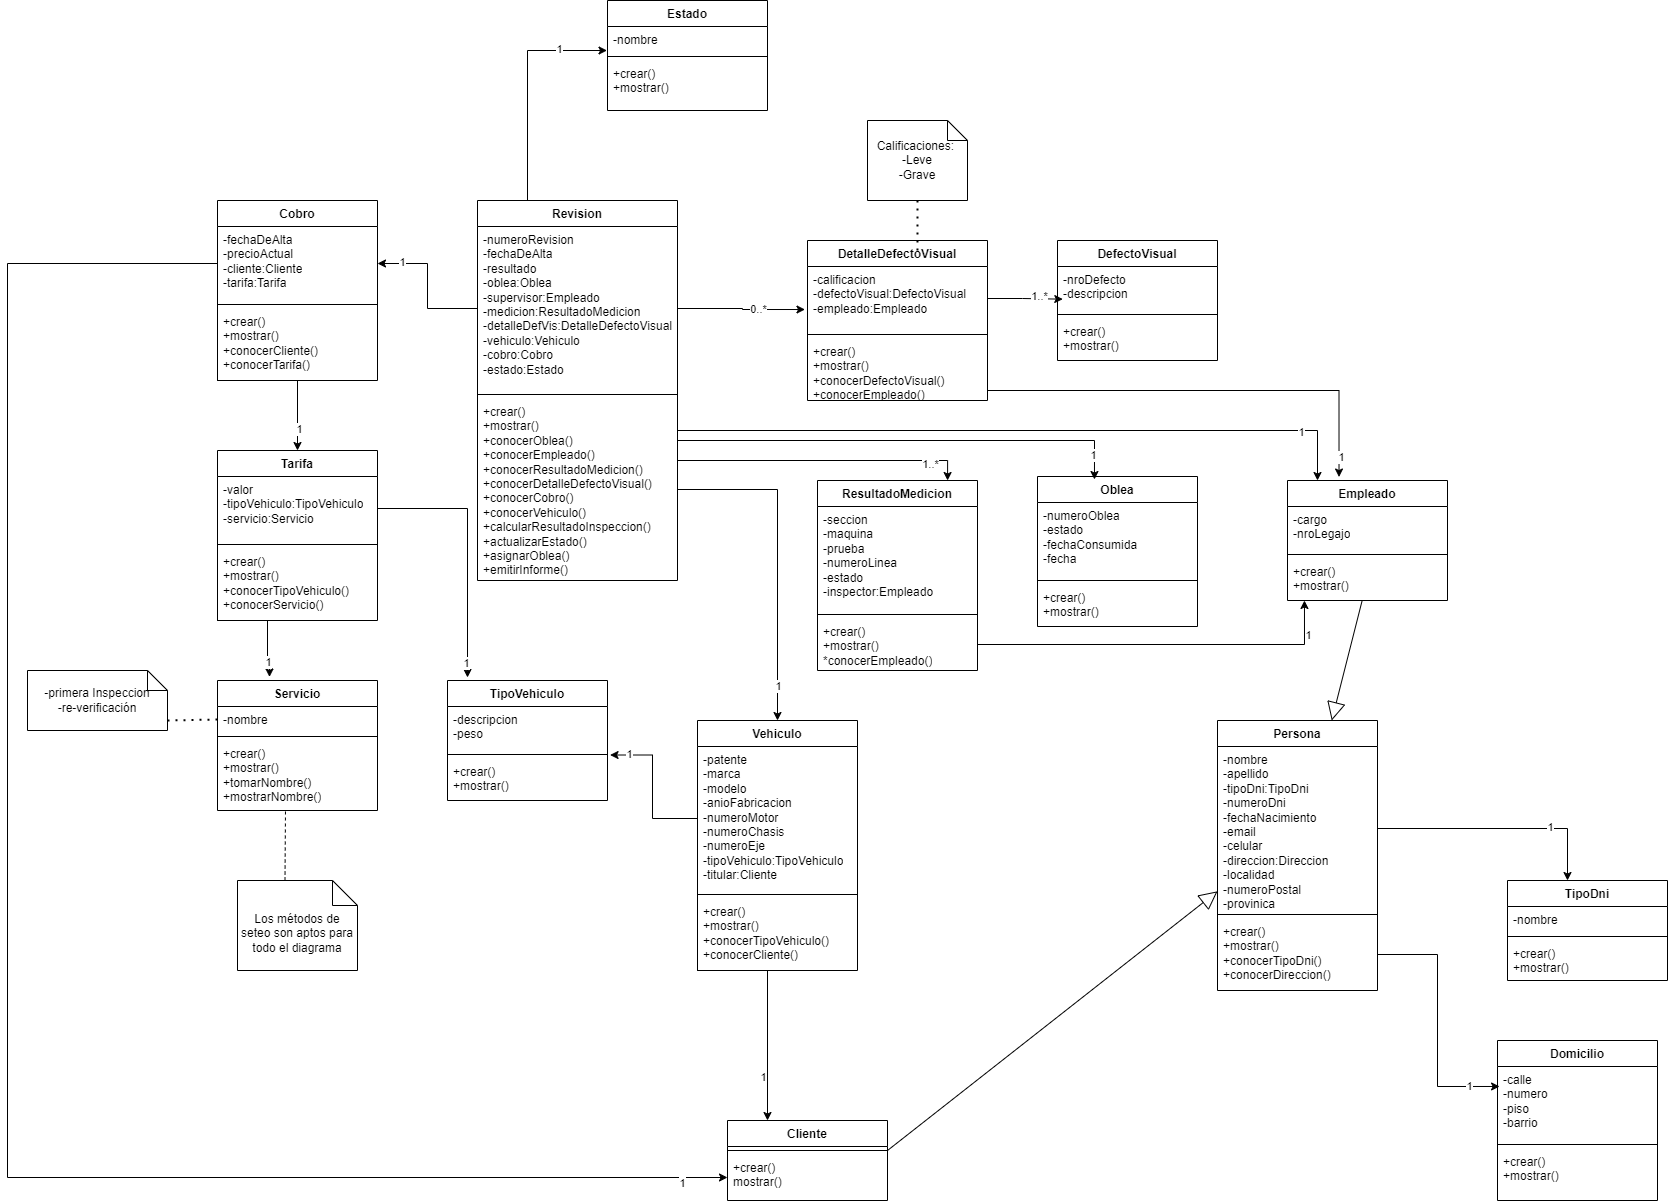 Estado
-nombre
+crear()
+mostrar()
1
Calificaciones:
-Leve
-Grave
Cobro
-fechaDeAlta
-precioActual
-cliente:Cliente
-tarifa:Tarifa
+crear()
+mostrar()
+conocerCliente()
+conocerTarifa()
1
Revision
-numeroRevision
-fechaDeAlta
-resultado
-oblea:Oblea
-supervisor:Empleado
-medicion:ResultadoMedicion
-detalleDefVis:DetalleDefectoVisual
-vehiculo:Vehiculo
-cobro:Cobro
-estado:Estado
+crear()
+mostrar()
+conocerOblea()
+conocerEmpleado()
+conocerResultadoMedicion()
+conocerDetalleDefectoVisual()
+conocerCobro()
+conocerVehiculo()
+calcularResultadoInspeccion()
+actualizarEstado()
+asignarOblea()
+emitirInforme()
0..*
DetalleDefectoVisual
-calificacion
-defectoVisual:DefectoVisual
-empleado:Empleado
+crear()
+mostrar()
+conocerDefectoVisual()
+conocerEmpleado()
1..*
DefectoVisual
-nroDefecto
-descripcion
+crear()
+mostrar()
1
1
1
1..*
1
Tarifa
-valor
-tipoVehiculo:TipoVehiculo
-servicio:Servicio
+crear()
+mostrar()
+conocerTipoVehiculo()
+conocerServicio()
ResultadoMedicion
-seccion
-maquina
-prueba
-numeroLinea
-estado
-inspector:Empleado
+crear()
+mostrar()
*conocerEmpleado()
Oblea
-numeroOblea
-estado
-fechaConsumida
-fecha
+crear()
+mostrar()
Empleado
-cargo
-nroLegajo
+crear()
+mostrar()
1
1
1
1
-primera Inspeccion
-re-verificación
Servicio
-nombre
+crear()
+mostrar()
+tomarNombre()
+mostrarNombre()
TipoVehiculo
-descripcion
-peso
+crear()
+mostrar()
1
Vehiculo
-patente
-marca
-modelo
-anioFabricacion
-numeroMotor
-numeroChasis
-numeroEje
-tipoVehiculo:TipoVehiculo
-titular:Cliente
+crear()
+mostrar()
+conocerTipoVehiculo()
+conocerCliente()
Persona
-nombre
-apellido
-tipoDni:TipoDni
-numeroDni
-fechaNacimiento
-email
-celular
-direccion:Direccion
-localidad
-numeroPostal
-provinica
+crear()
+mostrar()
+conocerTipoDni()
+conocerDireccion()
1
TipoDni
-nombre
+crear()
+mostrar()
Los métodos de
seteo son aptos para
todo el diagrama
1
Domicilio
-calle
-numero
-piso
-barrio
+crear()
+mostrar()
1
1
Cliente
+crear()
mostrar()